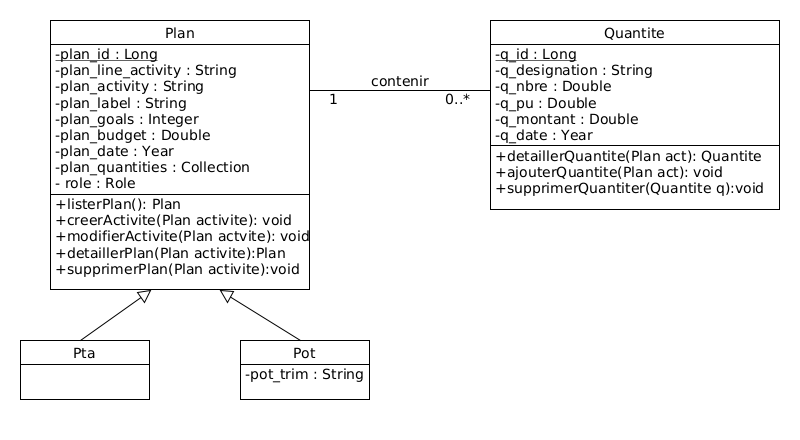 Plan
-plan_id : Long
-plan_line_activity : String
-plan_activity : String
-plan_label : String
-plan_goals : Integer
-plan_budget : Double
-plan_date : Year
-plan_quantities : Collection
- role : Role
+listerPlan(): Plan
+creerActivite(Plan activite): void
+modifierActivite(Plan actvite): void
+detaillerPlan(Plan activite):Plan
+supprimerPlan(Plan activite):void
contenir
1
0..*
Quantite
-q_id : Long
-q_designation : String
-q_nbre : Double
-q_pu : Double
-q_montant : Double
-q_date : Year
+detaillerQuantite(Plan act): Quantite
+ajouterQuantite(Plan act): void
+supprimerQuantiter(Quantite q):void
Pta
Pot
-pot_trim : String